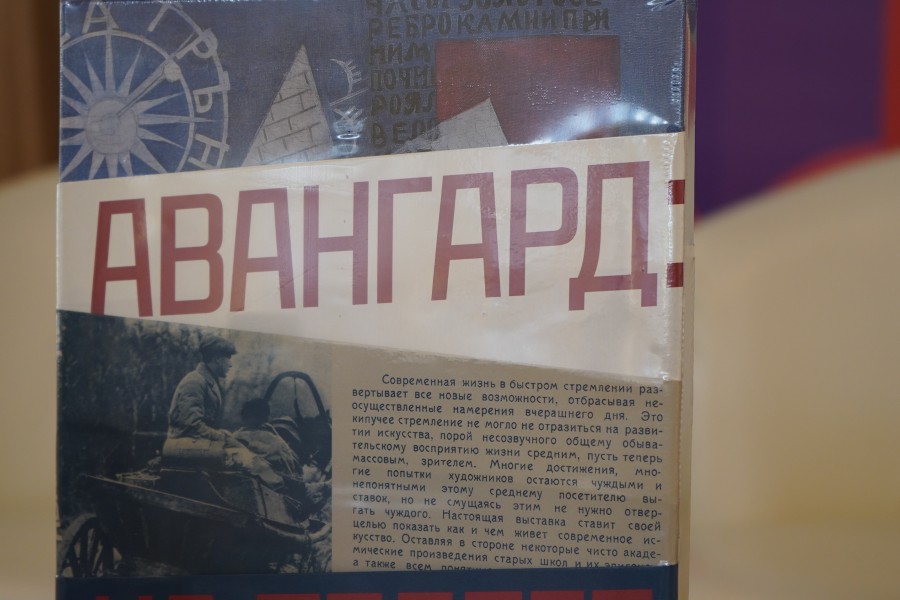 РЕБРО КАМНИ ПРИ
НИМ
ПОЧИ
РОЯЛ
ВЕЛ
АВАНГАРД:
Современная жизнь в быстром стремлении раз-
вертывает все новые возможности, отбрасывая не-
осуществленные намерения вчерашнего дня. Это
кипучее стремление не могло не отразиться на разви-
тии искусства, порой несозвучного общему обыва-
тельскому восприятию жизни средним, пусть теперь
массовым, зрителем. Многие достижения, мно-
гие попытки художников остаются чуждыми и
непонятными этому среднему посетителю вы-
ставок, но не смущаясь этим не нужно отвер-
гать чуждого. Настоящая выставка ставит своей
целью показать как и чем живет современное ис-
кусство. Оставляя в стороне некоторые чисто акаде-
мические произведения старых школ и их
а также всем